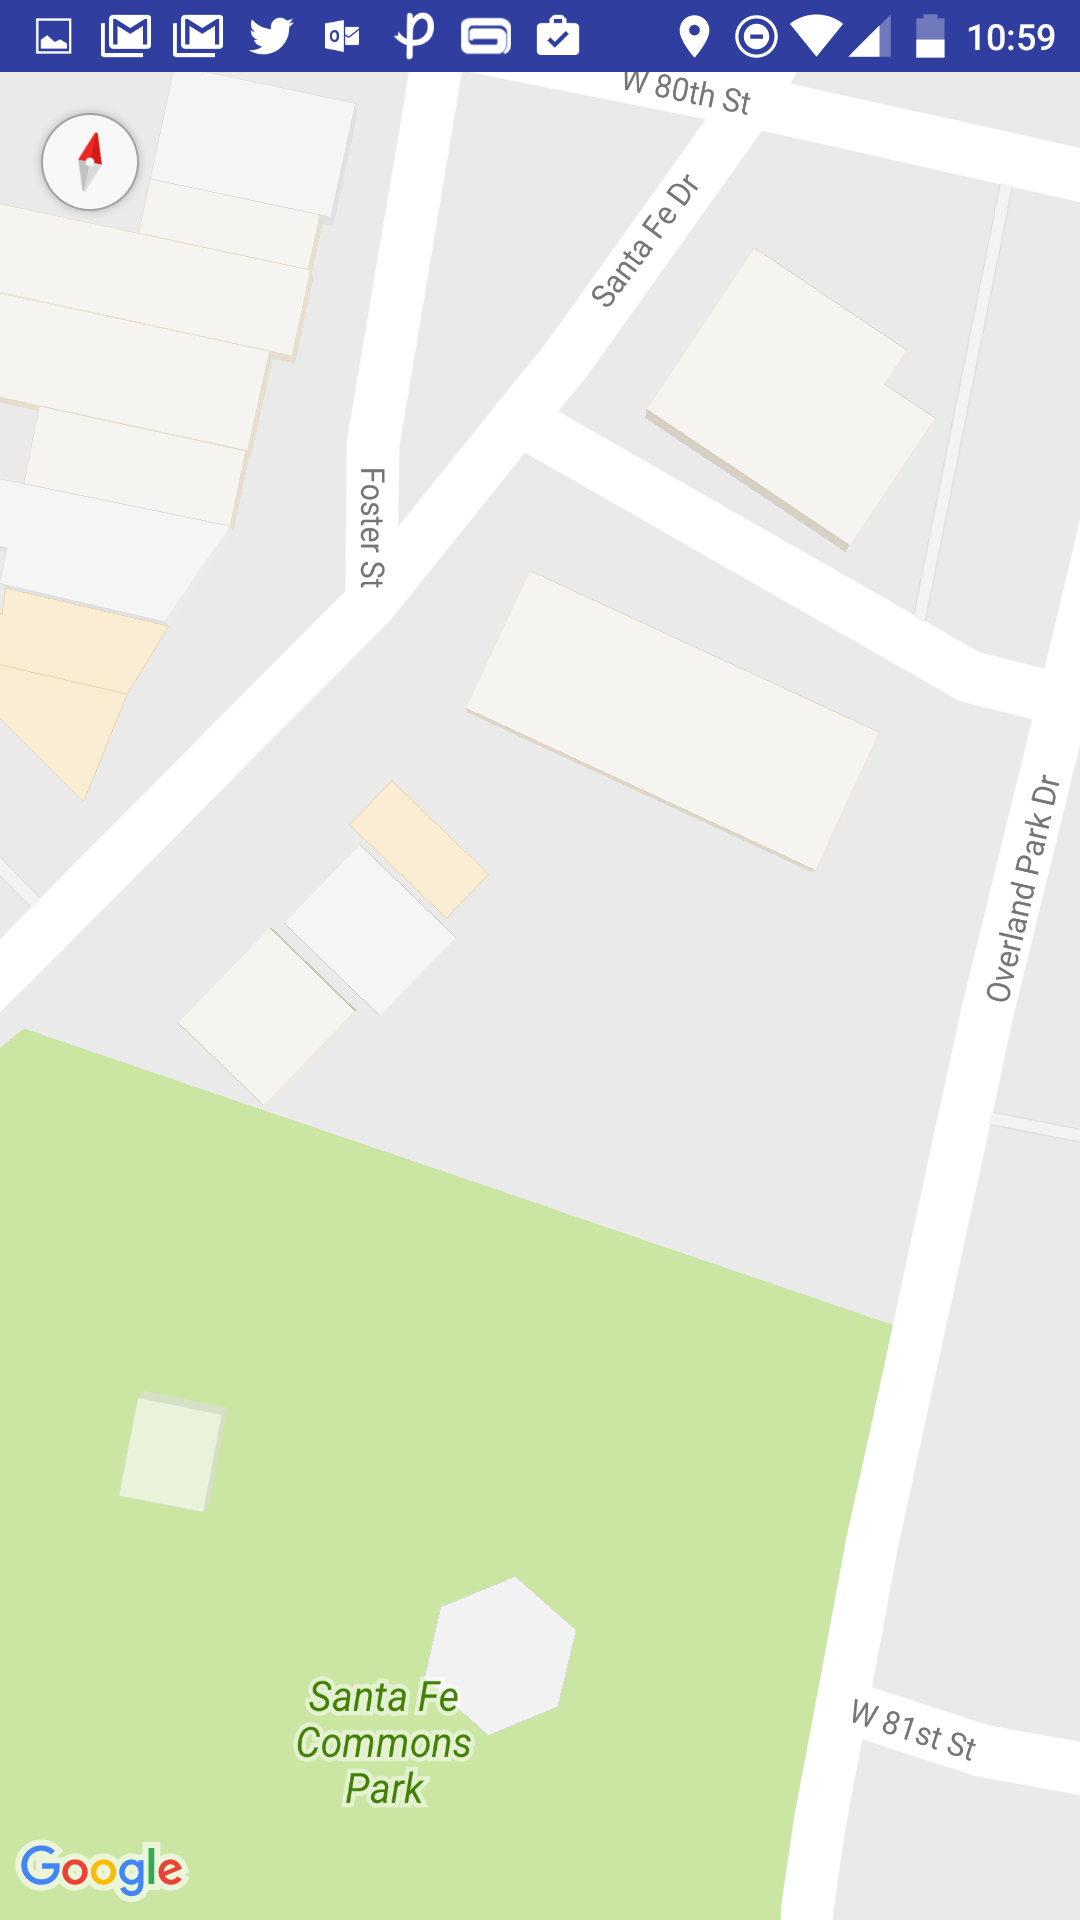 10:59
W 80th St
Santa Fe Dr
Foster St
Overland Park Dr
Santa Fe
Commons
Park
W 81st St
Google